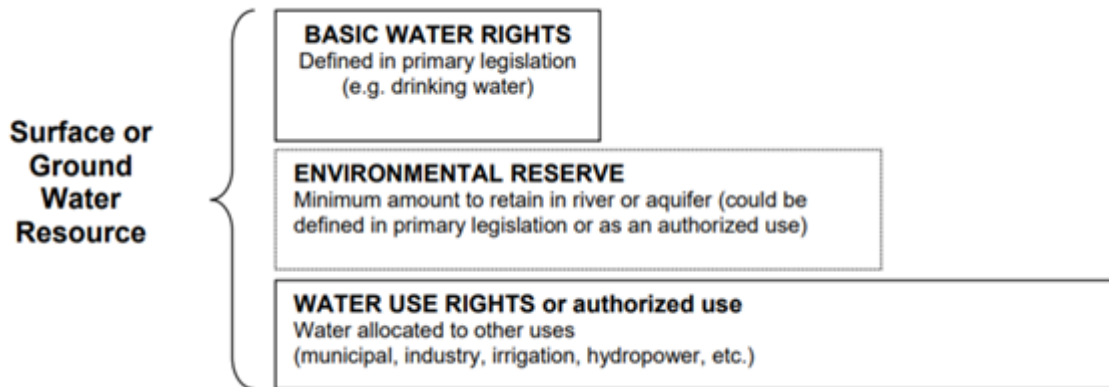 Surface or
Ground
Water
Resource
BASIC WATER RIGHTS
Defined in primary legislation
(e.g. drinking water)
ENVIRONMENTAL RESERVE
Minimum amount to retain in river or aquifer (could be
defined in primary legislation or as an authorized use)
WATER USE RIGHTS or authorized use
Water allocated to other uses
(municipal, industry, irrigation, hydropower, etc.)